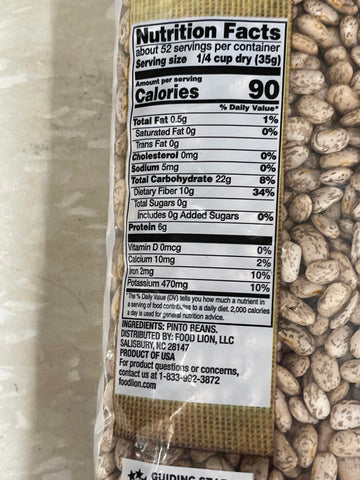 Nutrition Facts
about 52 servings per container
Serving size 1/4 cup dry (35g)
Amount per serving
Calories 90
% Daily Value*
Total Fat 0.5g 1%
Saturated Fat 0g 0%
Trans Fat 0g
Cholesterol 0mg 0%
Sodium 5mg 0%
Total Carbohydrate 22g 8%
Dietary Fiber 10g 34%
Total Sugars 0g
Includes 0g Added Sugars 0%
Protein 6g
Vitamin D 0mcg 0%
Calcium 10mg 2%
Iron 2mg 10%
Potassium 470mg 10%
*The % Daily Value (DV) tells you how much a nutrient in
a serving of food contributes to a daily diet. 2,000 calories
a day is used for general nutrition advice.
INGREDIENTS: PINTO BEANS.
DISTRIBUTED BY: FOOD LION, LLC
SALISBURY, NC 28147
PRODUCT OF USA
For product questions or concerns,
contact us at 1-833-992-3872
foodlion.com
GUIDING STA